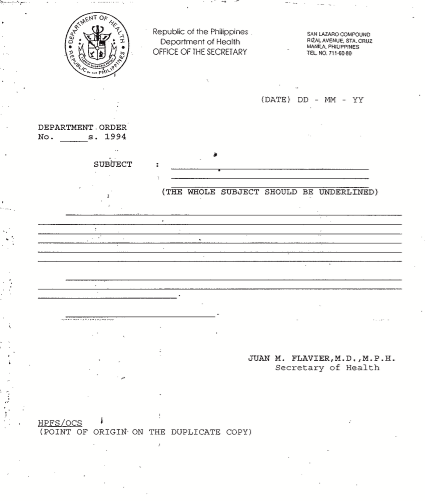 DEPARTMENT OF HEALTH
REPUBLIC OF THE PHILIPPINES
Republic of the Philippines
Department of Health
OFFICE OF THE SECRETARY
SAN LAZARO COMPOUND
RIZAL AVENUE, STA. CRUZ
MANILA, PHILIPPINES
TEL. NO. 711-60-80
(DATE) DD - MM - YY
DEPARTMENT ORDER
No. _____ s. 1994
SUBJECT :
(THE WHOLE SUBJECT SHOULD BE UNDERLINED)
JUAN M. FLAVIER,M.D.,M.P.H.
Secretary of Health
HPFS/OCS
(POINT OF ORIGIN ON THE DUPLICATE COPY)